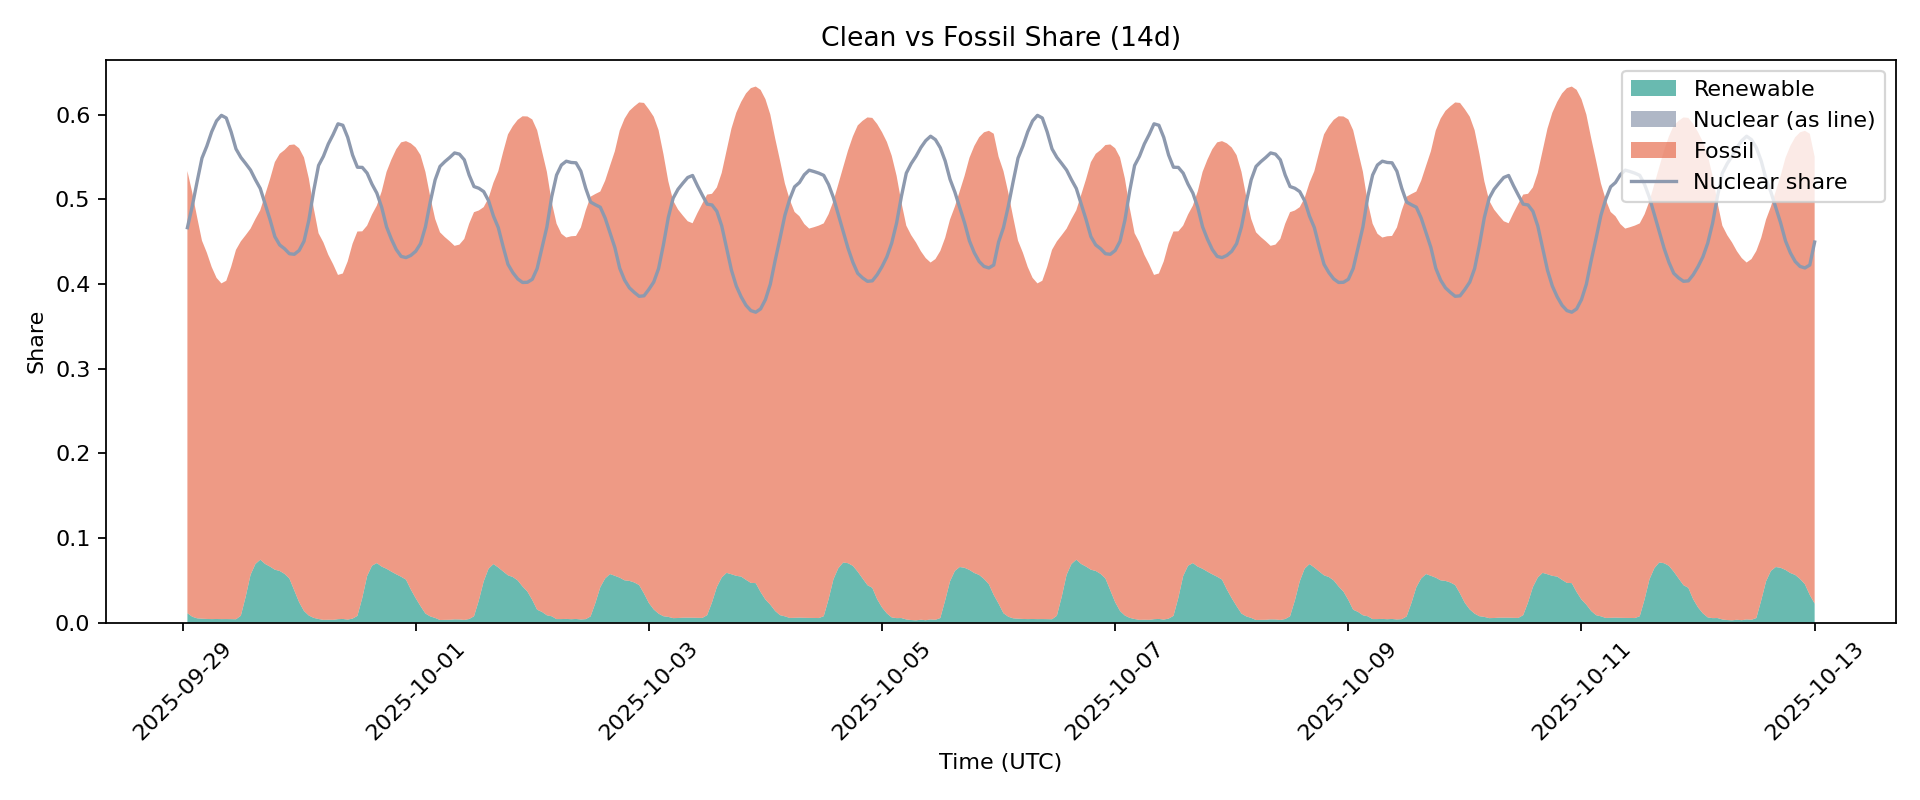 Clean vs Fossil Share (14d)
Renewable
Nuclear (as line)
Fossil
Nuclear share
Share
0.6
0.5
0.4
0.3
0.2
0.1
0.0
2025-09-29
2025-10-01
2025-10-03
2025-10-05
2025-10-07
2025-10-09
2025-10-11
2025-10-13
Time (UTC)